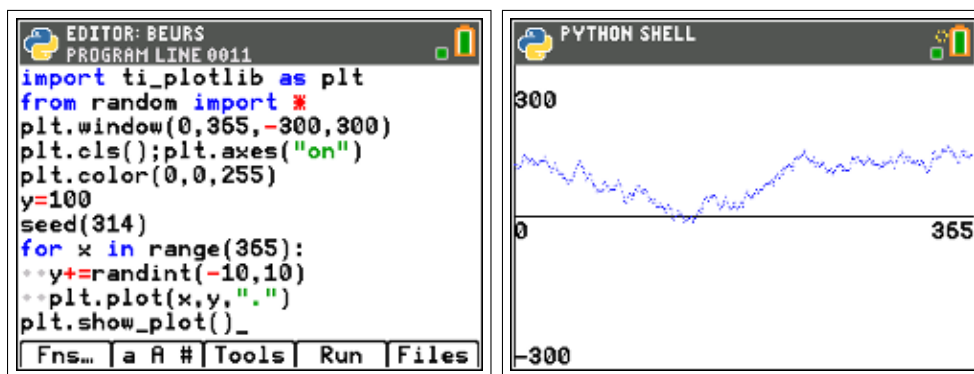 EDITOR: BEURS
PROGRAM LINE 0011
import ti_plotlib as plt
from random import *
plt.window(0,365,-300,300)
plt.cls();plt.axes("on")
plt.color(0,0,255)
y=100
seed(314)
for x in range(365):
··y+=randint(-10,10)
··plt.plot(x,y,".")
plt.show_plot()_
Fns… a A # Tools Run Files
PYTHON SHELL
300
0 365
-300